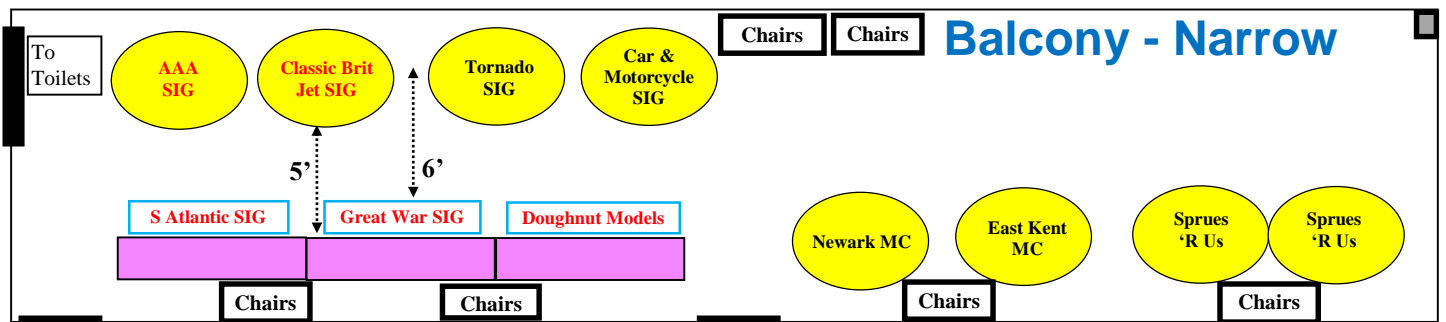 To
Toilets
AAA
SIG
Classic Brit
Jet SIG
Tornado
SIG
Car &
Motorcycle
SIG
Chairs
Chairs
Balcony - Narrow
5’
6’
S Atlantic SIG
Great War SIG
Doughnut Models
Newark MC
East Kent
MC
Sprues
‘R Us
Sprues
‘R Us
Chairs
Chairs
Chairs
Chairs